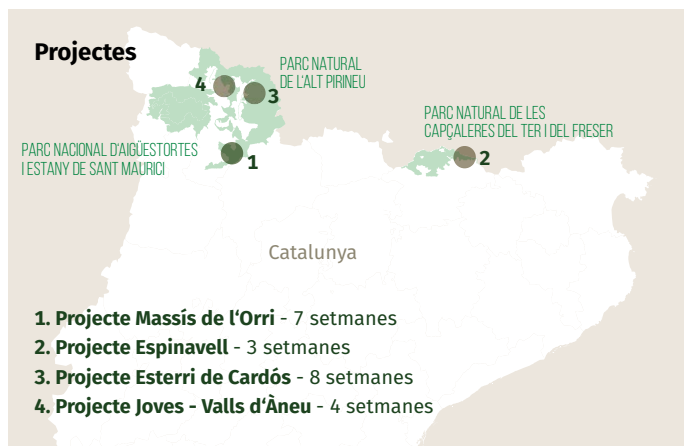 Projectes
PARC NATURAL
DE L'ALT PIRINEU
4
3
PARC NATURAL DE LES
CAPÇALERES DEL TER I DEL FRESER
PARC NACIONAL D'AIGÜESTORTES
I ESTANY DE SANT MAURICI
1
2
Catalunya
1. Projecte Massís de l‘Orri - 7 setmanes
2. Projecte Espinavell - 3 setmanes
3. Projecte Esterri de Cardós - 8 setmanes
4. Projecte Joves - Valls d‘Àneu - 4 setmanes